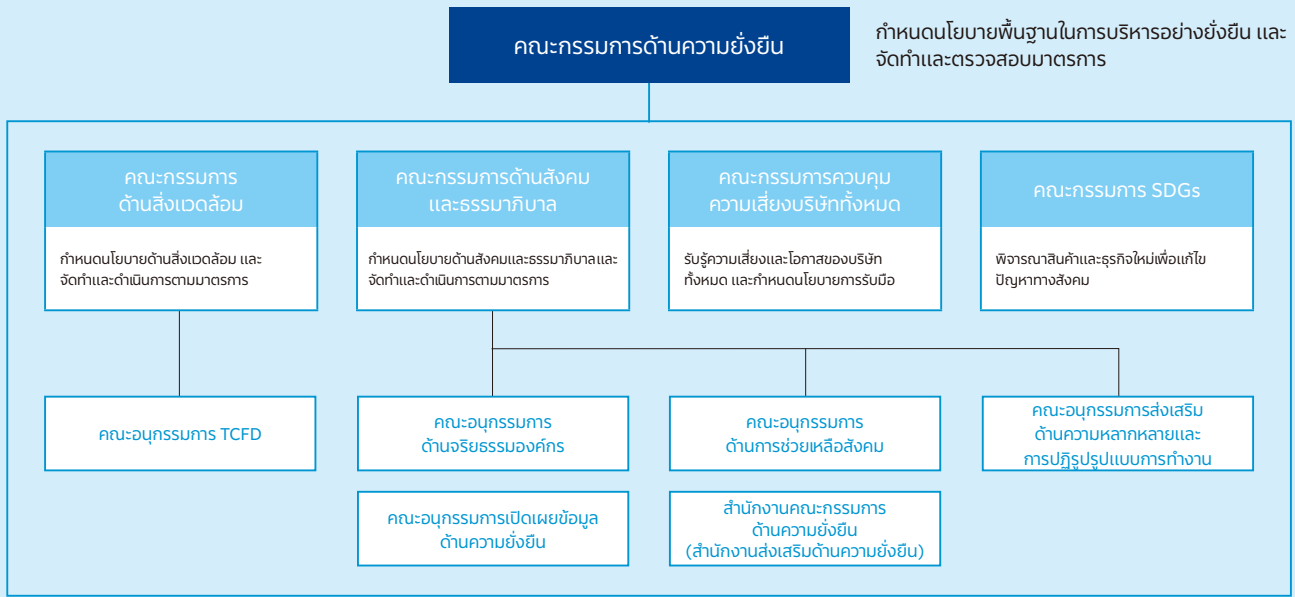 คณะกรรมการด้านความยั่งยืน
กำหนดนโยบายพื้นฐานในการบริหารอย่างยั่งยืน และ
จัดทำและตรวจสอบมาตรการ
คณะกรรมการ
ด้านสิ่งแวดล้อม
กำหนดนโยบายด้านสิ่งแวดล้อม และ
จัดทำและดำเนินการตามมาตรการ
คณะกรรมการด้านสังคม
และธรรมาภิบาล
กำหนดนโยบายด้านสังคมและธรรมาภิบาลและ
จัดทำและดำเนินการตามมาตรการ
คณะกรรมการควบคุม
ความเสี่ยงบริษัททั้งหมด
รับรู้ความเสี่ยงและโอกาสของบริษัท
ทั้งหมด และกำหนดนโยบายการรับมือ
คณะกรรมการ SDGs
พิจารณาสินค้าและธุรกิจใหม่เพื่อแก้ไข
ปัญหาทางสังคม
คณะอนุกรรมการ TCFD
คณะอนุกรรมการ
ด้านจริยธรรมองค์กร
คณะอนุกรรมการ
ด้านการช่วยเหลือสังคม
คณะอนุกรรมการส่งเสริม
ด้านความหลากหลายและ
การปฏิรูปรูปแบบการทำงาน
คณะอนุกรรมการเปิดเผยข้อมูล
ด้านความยั่งยืน
สำนักงานคณะกรรมการ
ด้านความยั่งยืน
(สำนักงานส่งเสริมด้านความยั่งยืน)